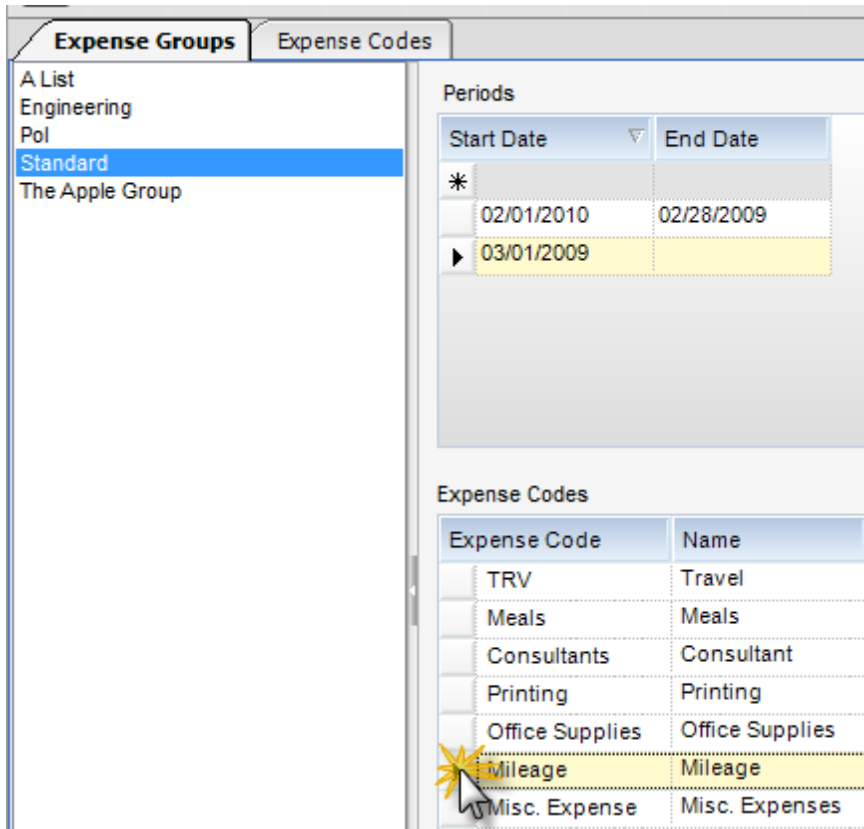 Expense Groups Expense Codes
A List
Engineering
Pol
Standard
The Apple Group
Periods
Start Date End Date
02/01/2010 02/28/2009
03/01/2009
Expense Codes
Expense Code Name
TRV Travel
Meals Meals
Consultants Consultant
Printing Printing
Office Supplies Office Supplies
Mileage Mileage
Misc. Expense Misc. Expenses